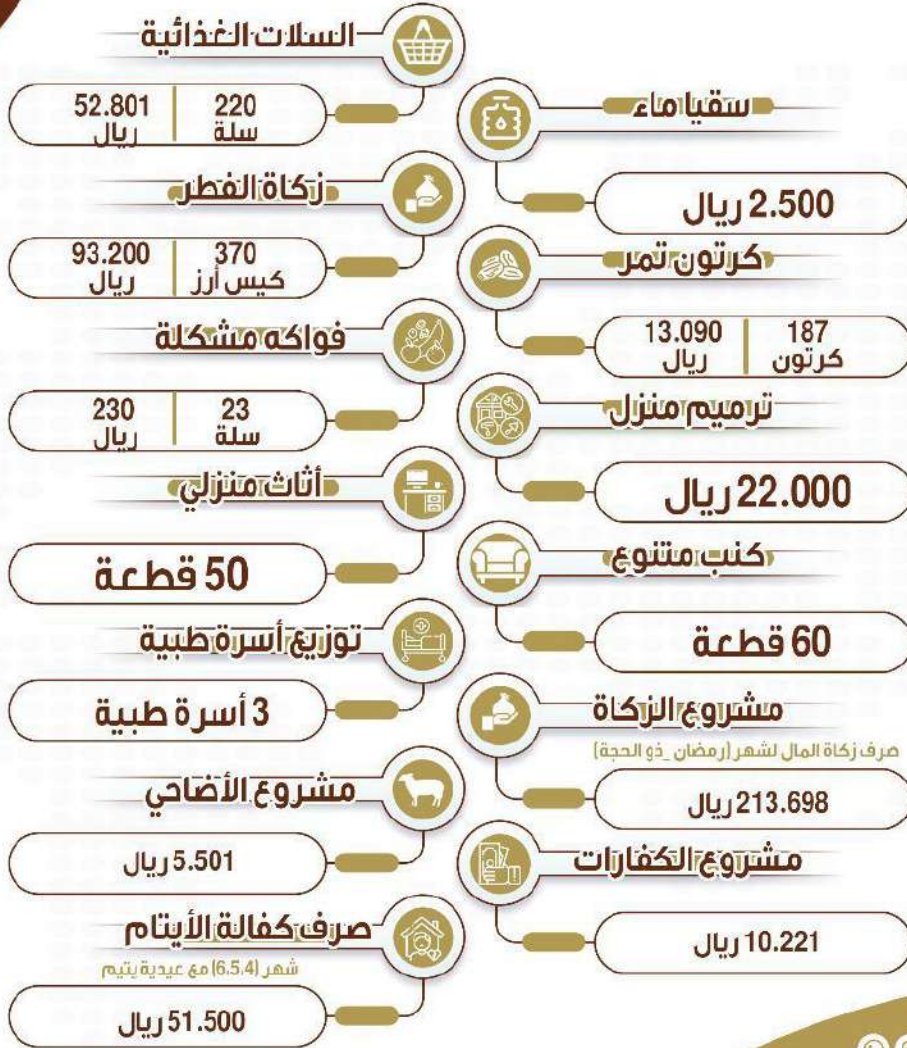 السلات الغذائية
220 سلة
52.801 ريال
سقيا ماء
2.500 ريال
زكاة الفطر
370 كيس أرز
93.200 ريال
كرتون تمر
187 كرتون
13.090 ريال
فواكه مشكلة
23 سلة
230 ريال
ترميم منزل
22.000 ريال
أثاث منزلي
50 قطعة
كنب متنوع
60 قطعة
توزيع أسرة طبية
3 أسرة طبية
مشروع الزكاة
صرف زكاة المال لشهر (رمضان _ذو الحجة)
213.698 ريال
مشروع الأضاحي
5.501 ريال
مشروع الكفارات
10.221 ريال
صرف كفالة الأيتام
شهر (6.5.4) مع عيدية يتيم
51.500 ريال